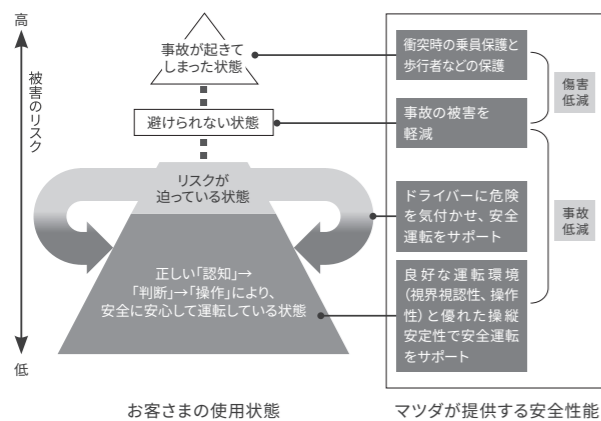 高
被害のリスク
低
事故が起きて
しまった状態
避けられない状態
リスクが
迫っている状態
正しい「認知」→
「判断」→「操作」により、
安全に安心して運転している状態
衝突時の乗員保護と
歩行者などの保護
事故の被害を
軽減
ドライバーに危険
を気付かせ、安全
運転をサポート
良好な運転環境
（視界視認性、操作
性）と優れた操縦
安定性で安全運転
をサポート
傷害
低減
事故
低減
お客さまの使用状態
マツダが提供する安全性能